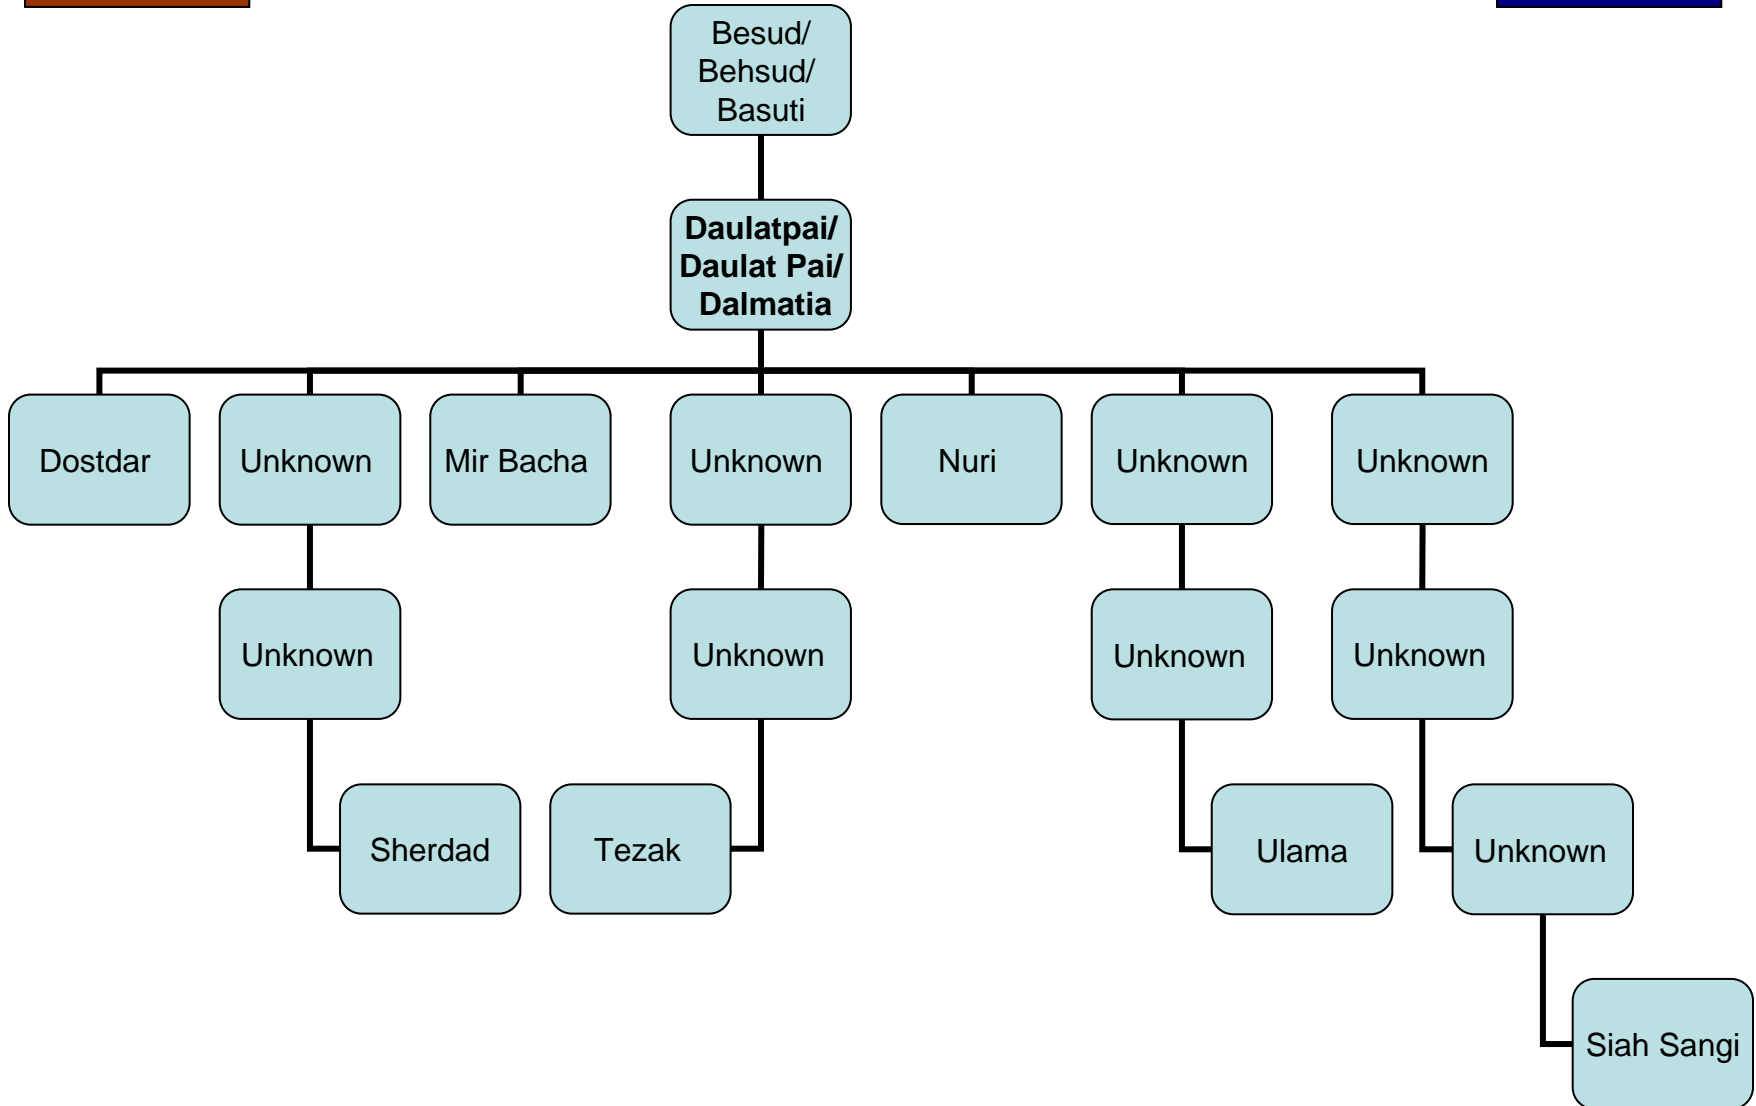 Besud/
Behsud/
Basuti
Daulatpai/
Daulat Pai/
Dalmatia
Dostdar
Unknown
Mir Bacha
Unknown
Nuri
Unknown
Unknown
Unknown
Unknown
Unknown
Unknown
Sherdad
Tezak
Ulama
Unknown
Siah Sangi